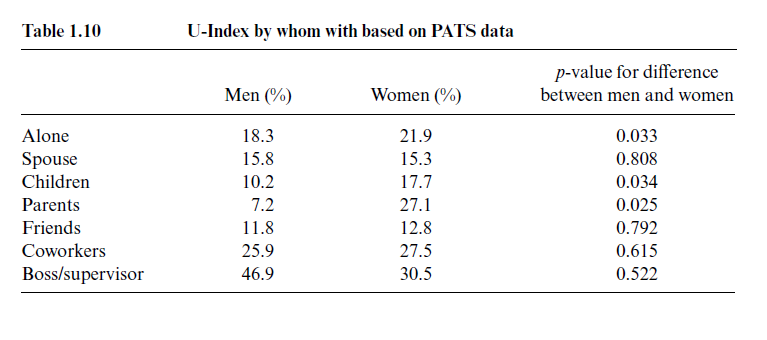 Table 1.10 U-Index by whom with based on PATS data
p-value for difference
Men (%) Women (%) between men and women
Alone 18.3 21.9 0.033
Spouse 15.8 15.3 0.808
Children 10.2 17.7 0.034
Parents 7.2 27.1 0.025
Friends 11.8 12.8 0.792
Coworkers 25.9 27.5 0.615
Boss/supervisor 46.9 30.5 0.522